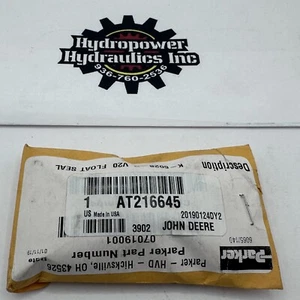 Hydropower
Hydraulics Inc
936-760-2536
Description
K-5026 V20 FLOAT SEAL
1 AT216645
US Made in USA
20190124DY2
3902 JOHN DEERE
07019001
Parker Part Number
Parker - HVD - Hicksville, OH 43526
Parker